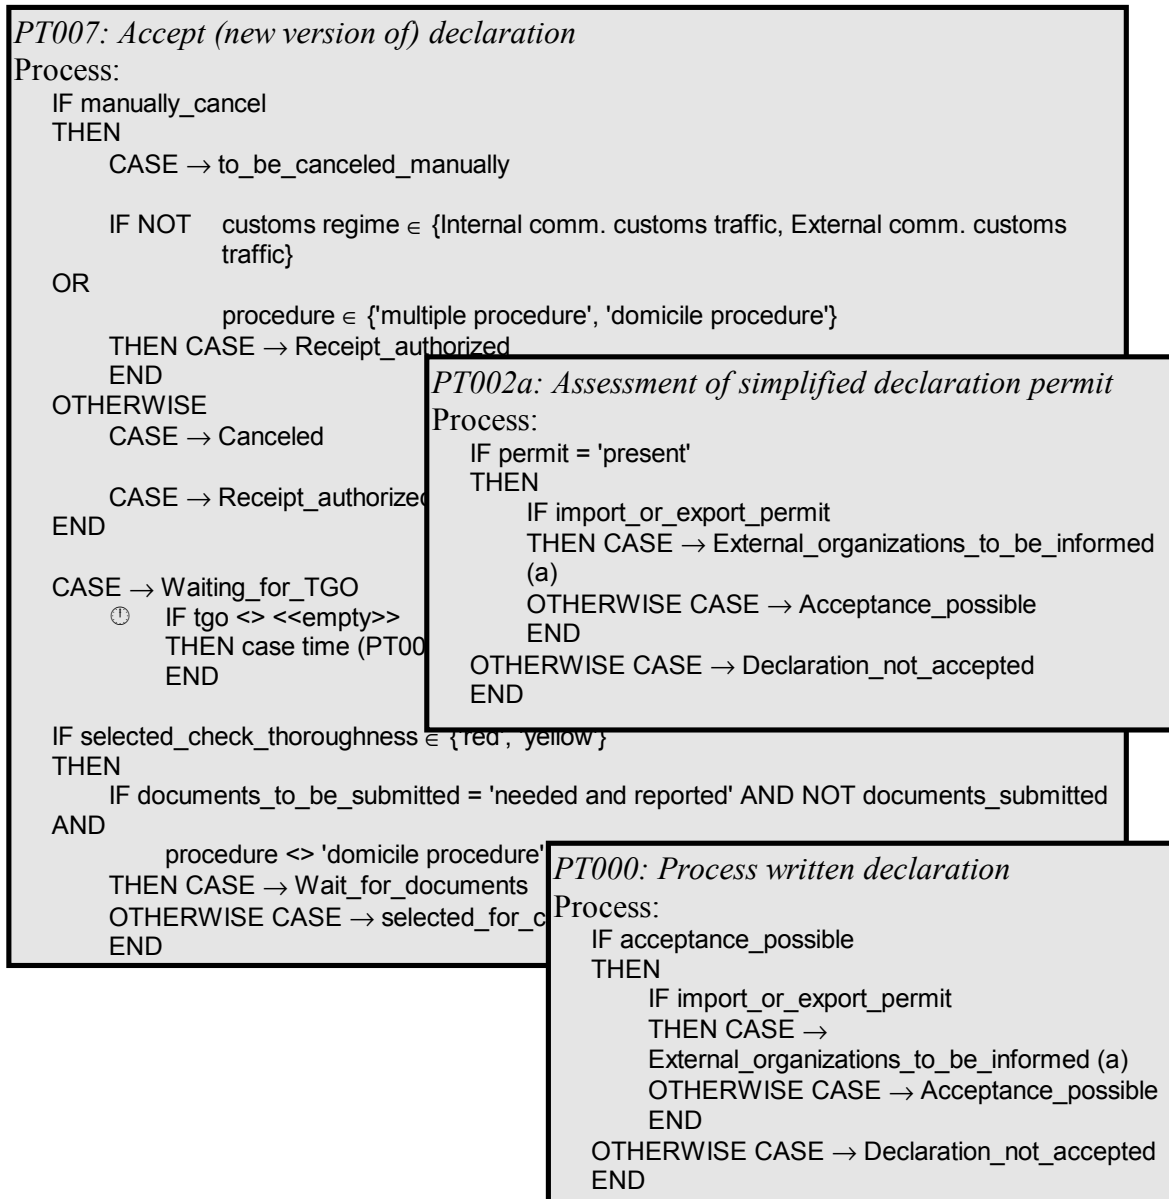 PT007: Accept (new version of) declaration
Process:
IF manually_cancel
THEN
CASE → to_be_canceled_manually
IF NOT customs regime ∈ {Internal comm. customs traffic, External comm. customs
traffic}
OR
procedure ∈ {'multiple procedure', 'domicile procedure'}
THEN CASE → Receipt_authorized
END
OTHERWISE
CASE → Canceled
CASE → Receipt_authorized
END
CASE → Waiting_for_TGO
IF tgo <> <<empty>>
THEN case time (PT00
END
IF selected_check_thoroughness ∈ {'red', 'yellow'}
THEN
IF documents_to_be_submitted = 'needed and reported' AND NOT documents_submitted
AND
procedure <> 'domicile procedure'
THEN CASE → Wait_for_documents
OTHERWISE CASE → selected_for_c
END
PT002a: Assessment of simplified declaration permit
Process:
IF permit = 'present'
THEN
IF import_or_export_permit
THEN CASE → External_organizations_to_be_informed
(a)
OTHERWISE CASE → Acceptance_possible
END
OTHERWISE CASE → Declaration_not_accepted
END
PT000: Process written declaration
Process:
IF acceptance_possible
THEN
IF import_or_export_permit
THEN CASE →
External_organizations_to_be_informed (a)
OTHERWISE CASE → Acceptance_possible
END
OTHERWISE CASE → Declaration_not_accepted
END